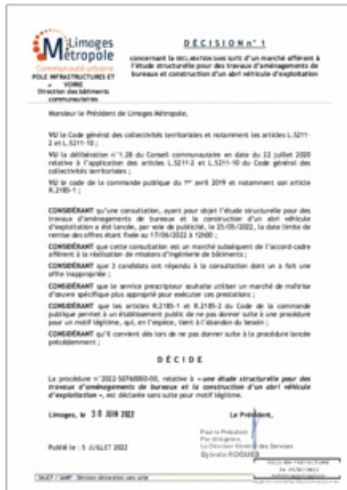 Limoges
Métropole
Communauté urbaine
POLE INFRASTRUCTURES ET
VOIRIE
Direction des bâtiments
communautaires
DÉCISION n° 1
concernant la DECLARATION SANS SUITE d'un marché afférent à
l'étude structurelle pour des travaux d'aménagements de
bureaux et construction d'un abri véhicule d'exploitation
Monsieur le Président de Limoges Métropole,
VU le Code général des collectivités territoriales et notamment les articles L.5211-
2 et L.5211-10 ;
VU la délibération n°1.28 du Conseil communautaire en date du 22 juillet 2020
relative à l'application des articles L.5211-2 et L.5211-10 du Code général des
collectivités territoriales ;
VU le code de la commande publique du 1er avril 2019 et notamment son article
R.2185-1 ;
CONSIDÉRANT qu'une consultation, ayant pour objet l'étude structurelle pour des
travaux d'aménagements de bureaux et construction d'un abri véhicule
d'exploitation a été lancée, par voie de publicité, le 25/05/2022, la date limite de
remise des offres étant fixée au 17/06/2022 à 12h00 ;
CONSIDÉRANT que cette consultation est un marché subséquent de l'accord-cadre
afférent à la réalisation de missions d'ingénierie de bâtiments ;
CONSIDÉRANT que 3 candidats ont répondu à la consultation dont un a fait une
offre inappropriée ;
CONSIDÉRANT que le service prescripteur souhaite utiliser un marché de maîtrise
d'œuvre spécifique plus approprié pour exécuter ces prestations ;
CONSIDÉRANT que les articles R.2185-1 et R.2185-2 du Code de la commande
publique permet à un établissement public de ne pas donner suite à une procédure
pour un motif légitime, qui, en l'espèce, tient à l'abandon du besoin ;
CONSIDÉRANT qu'il convient dès lors de ne pas donner suite à la procédure lancée
précédemment ;
DÉCIDE
La procédure n°2022-50760000-00, relative à « une étude structurelle pour des
travaux d'aménagements de bureaux et la construction d'un abri véhicule
d'exploitation », est déclarée sans suite pour motif légitime.
Limoges, le 30 JUIN 2022
Le Président,
Pour le Président
Par délégation,
Le Directeur Général des Services
Sylvain ROQUES
Publié le : 5 JUILLET 2022